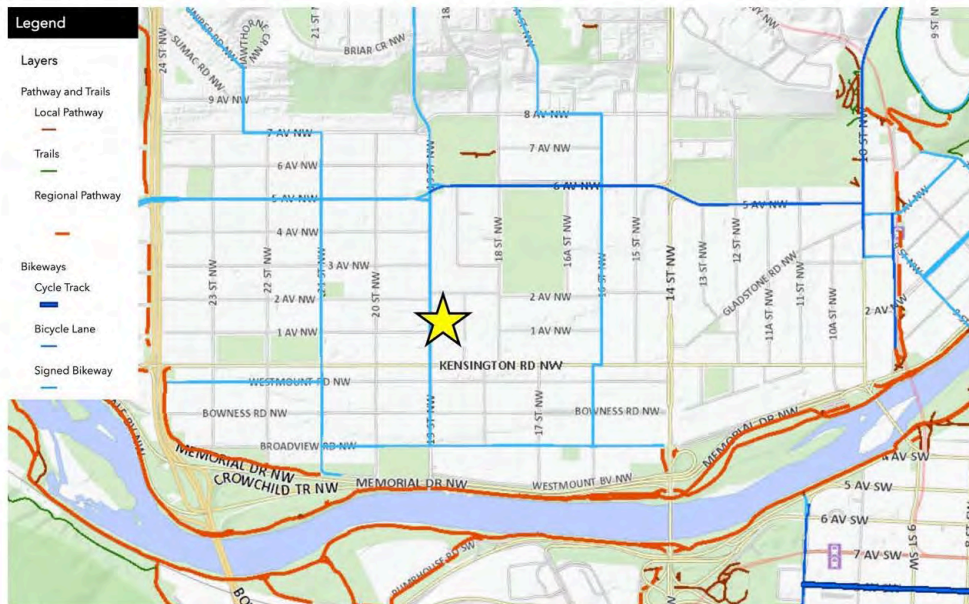 Legend
Layers
Pathway and Trails
Local Pathway
Trails
Regional Pathway
Bikeways
Cycle Track
Bicycle Lane
Signed Bikeway
24 ST NW
SUMAC RD NW
21 ST NW
BRIAR CR NW
9 AV NW
8 AV NW
7 AV NW
7 AV NW
6 AV NW
6 AV NW
5 AV NW
5 AV NW
4 AV NW
3 AV NW
2 AV NW
2 AV NW
2 AV NW
1 AV NW
1 AV NW
23 ST NW
22 ST NW
21 ST NW
20 ST NW
19 ST NW
19 ST NW
18 ST NW
17 ST NW
16A ST NW
16 ST NW
15 ST NW
14 ST NW
13 ST NW
12 ST NW
11A ST NW
11 ST NW
10A ST NW
10 ST NW
9 ST N
GLADSTONE RD NW
KENSINGTON RD NW
WESTMOUNT RD NW
BOWNESS RD NW
BOWNESS RD NW
BROADVIEW RD NW
MEMORIAL DR NW
CROWCHILD TR NW
MEMORIAL DR NW
WESTMOUNT BV NW
MEMORIAL DR NW
PUMPHOUSE RD SW
4 AV SW
5 AV SW
6 AV SW
7 AV SW
9 ST SW